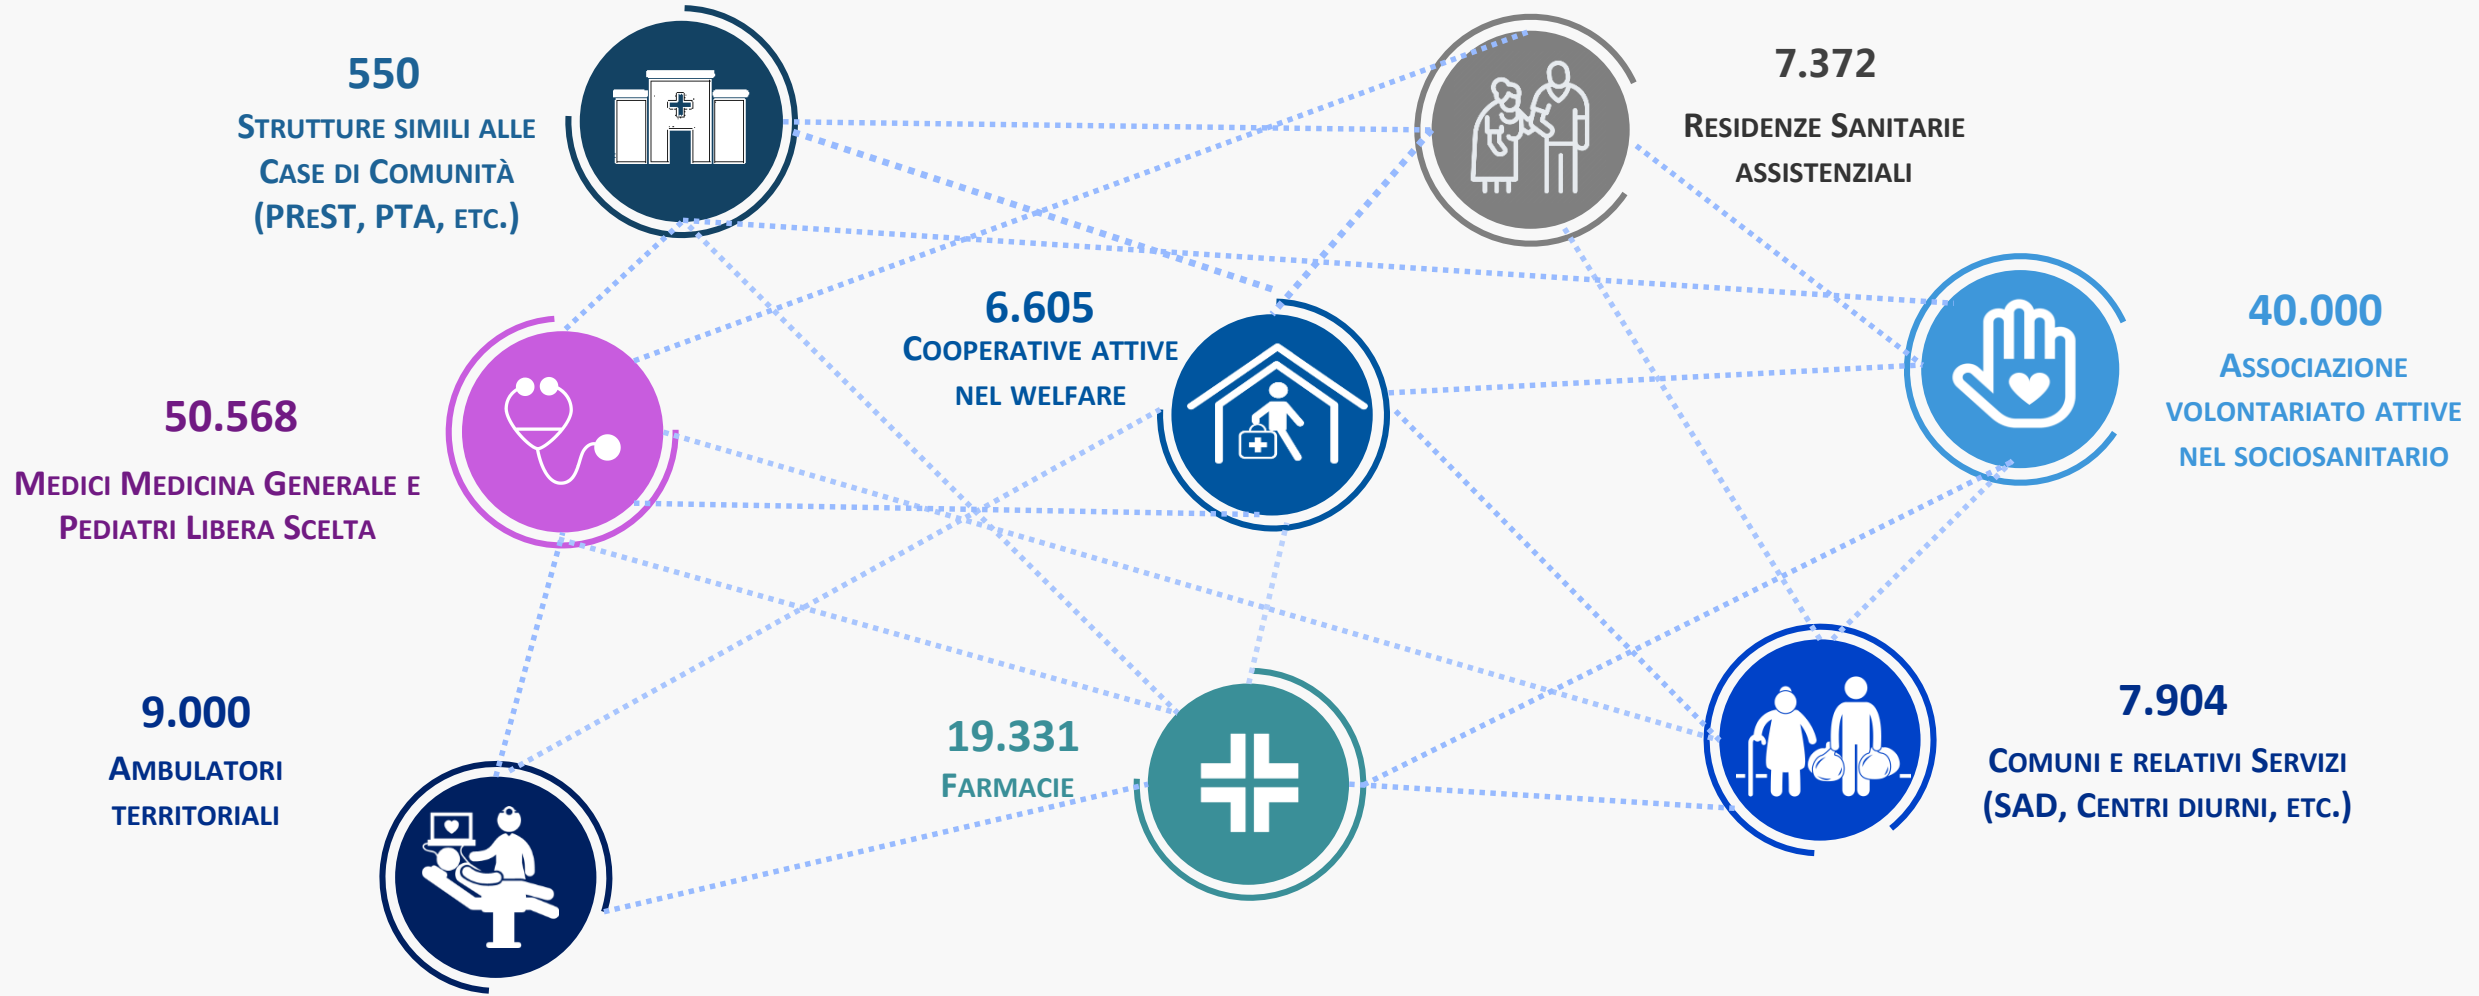 550
Strutture simili alle
Case di Comunità
(PReST, PTA, etc.)
7.372
Residenze Sanitarie
assistenziali
6.605
Cooperative attive
nel welfare
40.000
Associazione
volontariato attive
nel sociosanitario
50.568
Medici Medicina Generale e
Pediatri Libera Scelta
9.000
Ambulatori
territoriali
19.331
Farmacie
7.904
Comuni e relativi Servizi
(SAD, Centri diurni, etc.)